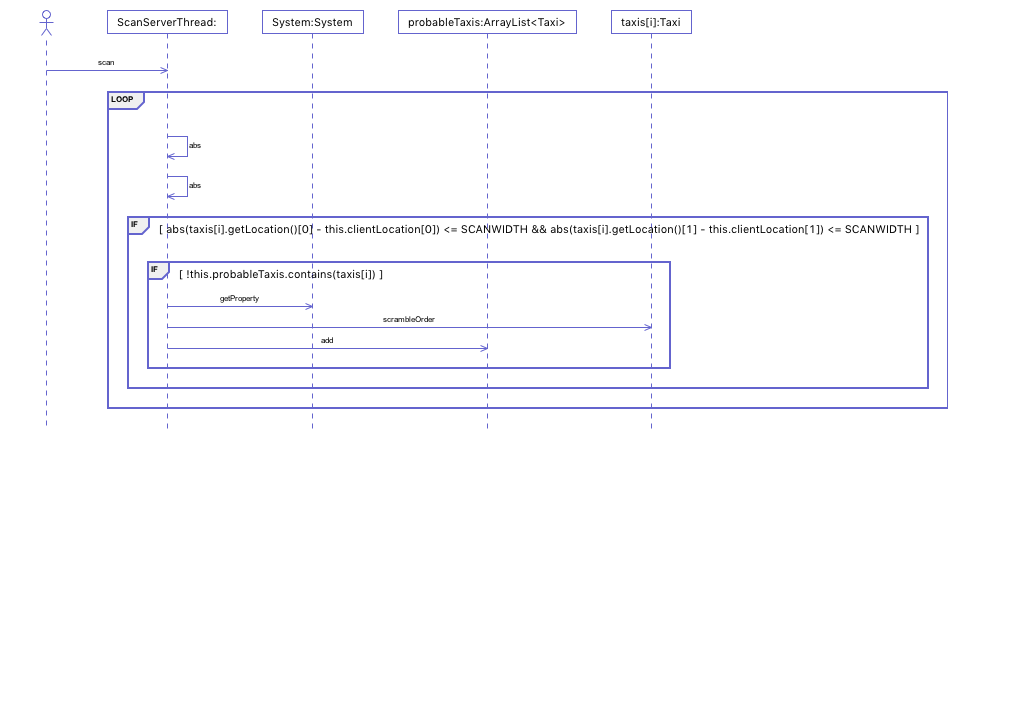 ScanServerThread:
System:System
probableTaxis:ArrayList<Taxi>
taxis[i]:Taxi
scan
LOOP
abs
abs
IF
[ abs(taxis[i].getLocation()[0] - this.clientLocation[0]) <= SCANWIDTH && abs(taxis[i].getLocation()[1] - this.clientLocation[1]) <= SCANWIDTH ]
IF
[ !this.probableTaxis.contains(taxis[i]) ]
getProperty
scrambleOrder
add